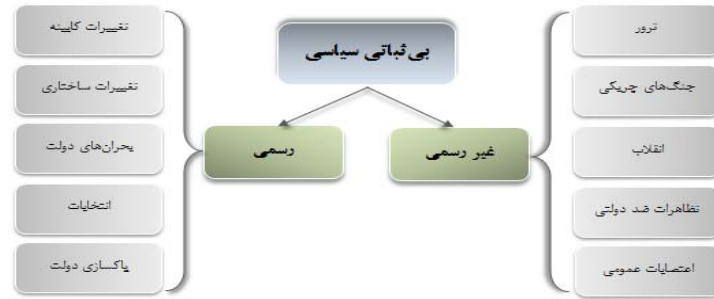 بی‌ثباتی سیاسی
غیر رسمی
ترور
جنگ‌های چریکی
انقلاب
تظاهرات ضد دولتی
اعتصابات عمومی
رسمی
تغییرات کابینه
تغییرات ساختاری
بحران‌های دولت
انتخابات
پاکسازی دولت